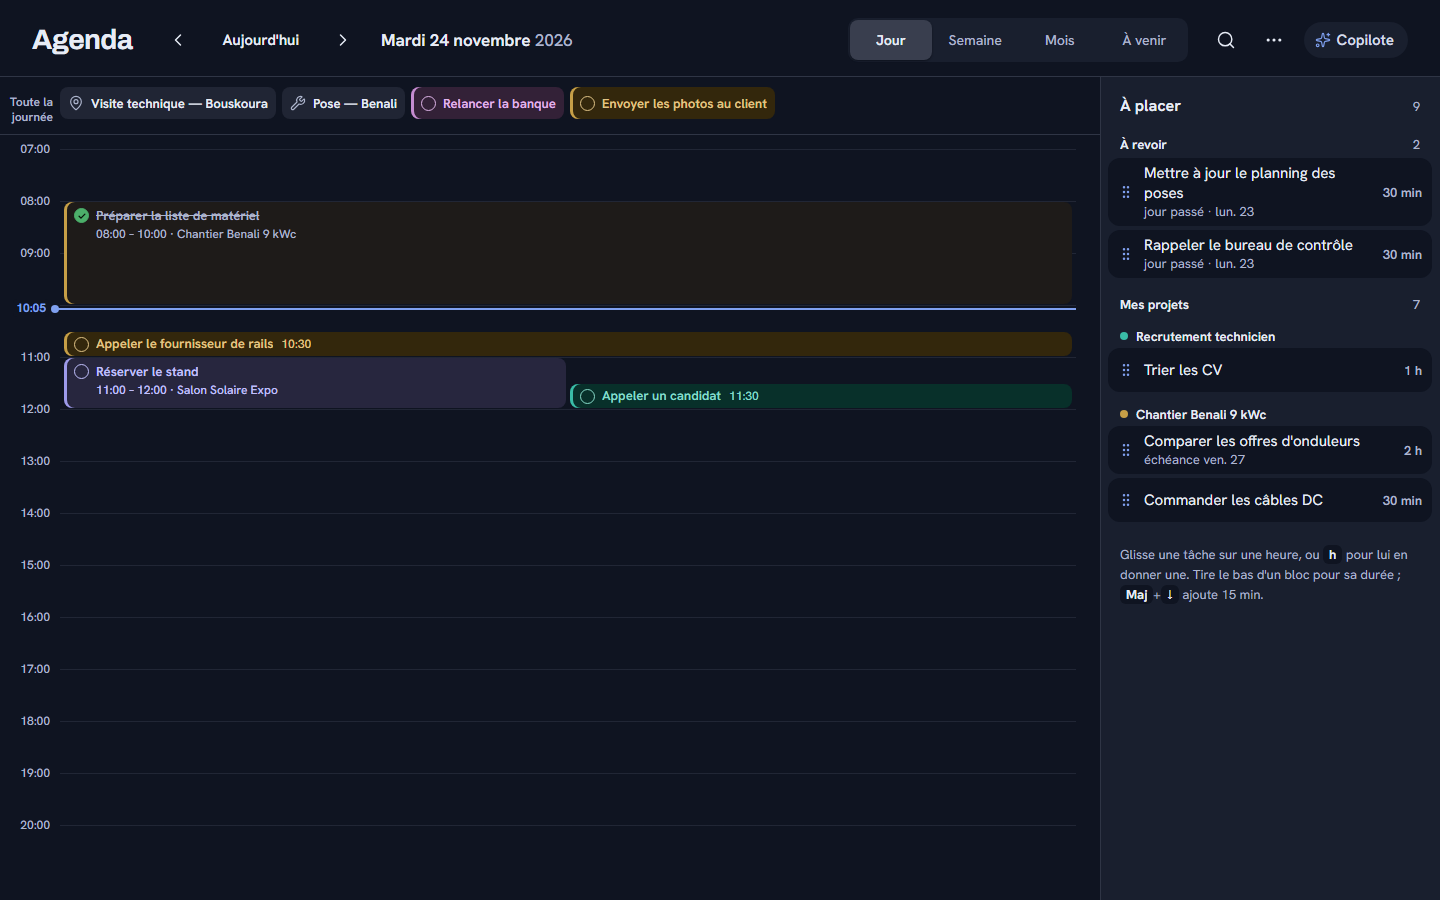 Agenda
Aujourd'hui
Mardi 24 novembre 2026
Jour
Semaine
Mois
À venir
Copilote
Toute la
journée
Visite technique — Bouskoura
Pose — Benali
Relancer la banque
Envoyer les photos au client
07:00
08:00
Préparer la liste de matériel
08:00 – 10:00 · Chantier Benali 9 kWc
09:00
10:05
Appeler le fournisseur de rails 10:30
11:00
Réserver le stand
11:00 – 12:00 · Salon Solaire Expo
Appeler un candidat 11:30
12:00
13:00
14:00
15:00
16:00
17:00
18:00
19:00
20:00
À placer 9
À revoir 2
Mettre à jour le planning des
poses
30 min
jour passé · lun. 23
Rappeler le bureau de contrôle
30 min
jour passé · lun. 23
Mes projets 7
Recrutement technicien
Trier les CV 1 h
Chantier Benali 9 kWc
Comparer les offres d'onduleurs
2 h
échéance ven. 27
Commander les câbles DC 30 min
Glisse une tâche sur une heure, ou h pour lui en
donner une. Tire le bas d'un bloc pour sa durée ;
Maj + ↓ ajoute 15 min.